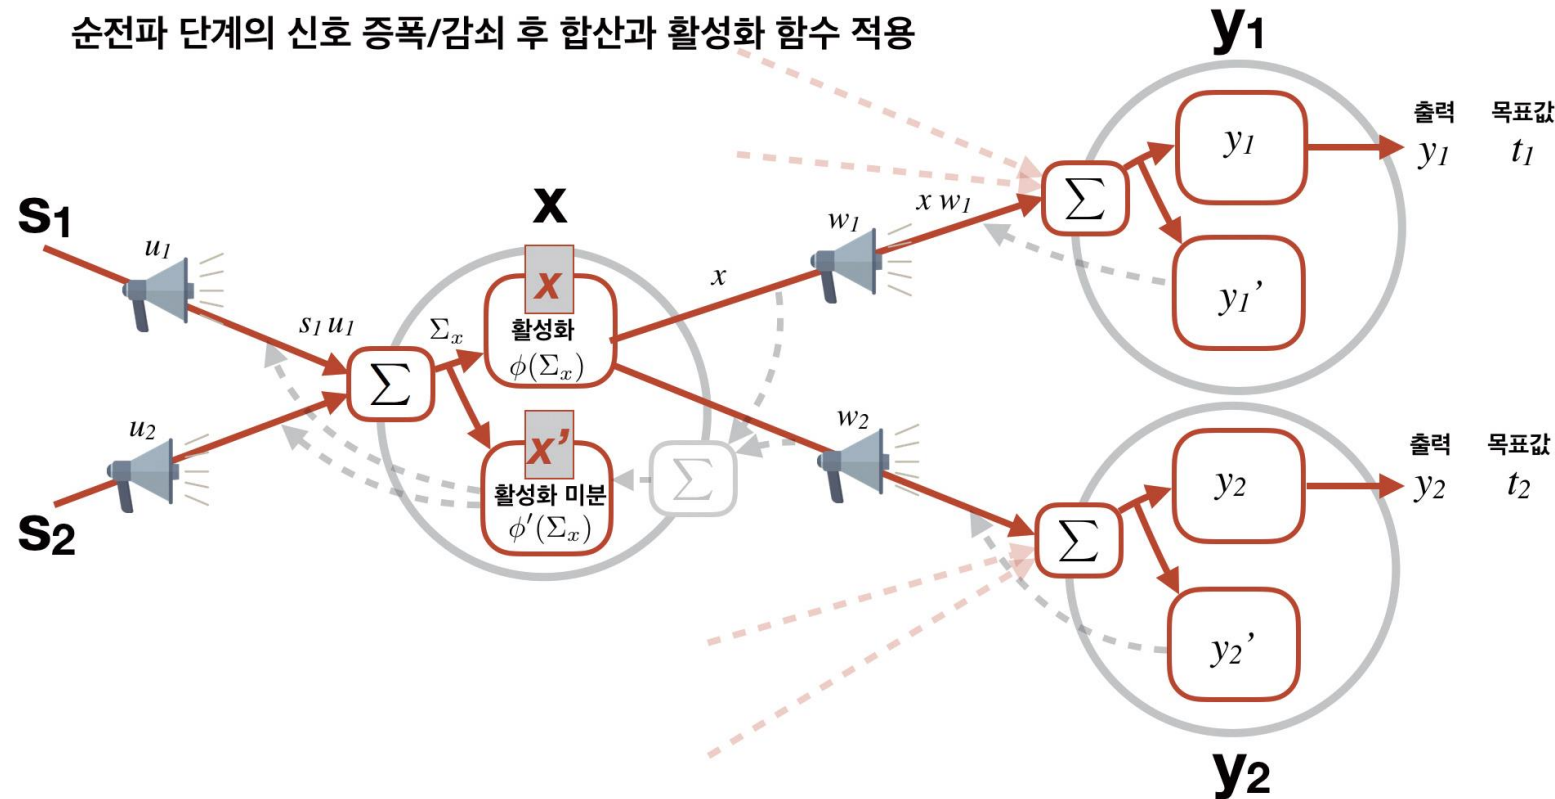 순전파 단계의 신호 증폭/감쇠 후 합산과 활성화 함수 적용
y1
출력 목표값
y1 t1
y1
y1’
∑
x w1
w1
x
s1
u1
s1 u1
x
Σx
x
활성화
ϕ(Σx)
∑
x’
활성화 미분
ϕ′(Σx)
∑
u2
s2
w2
출력 목표값
y2 t2
y2
∑
y2’
y2